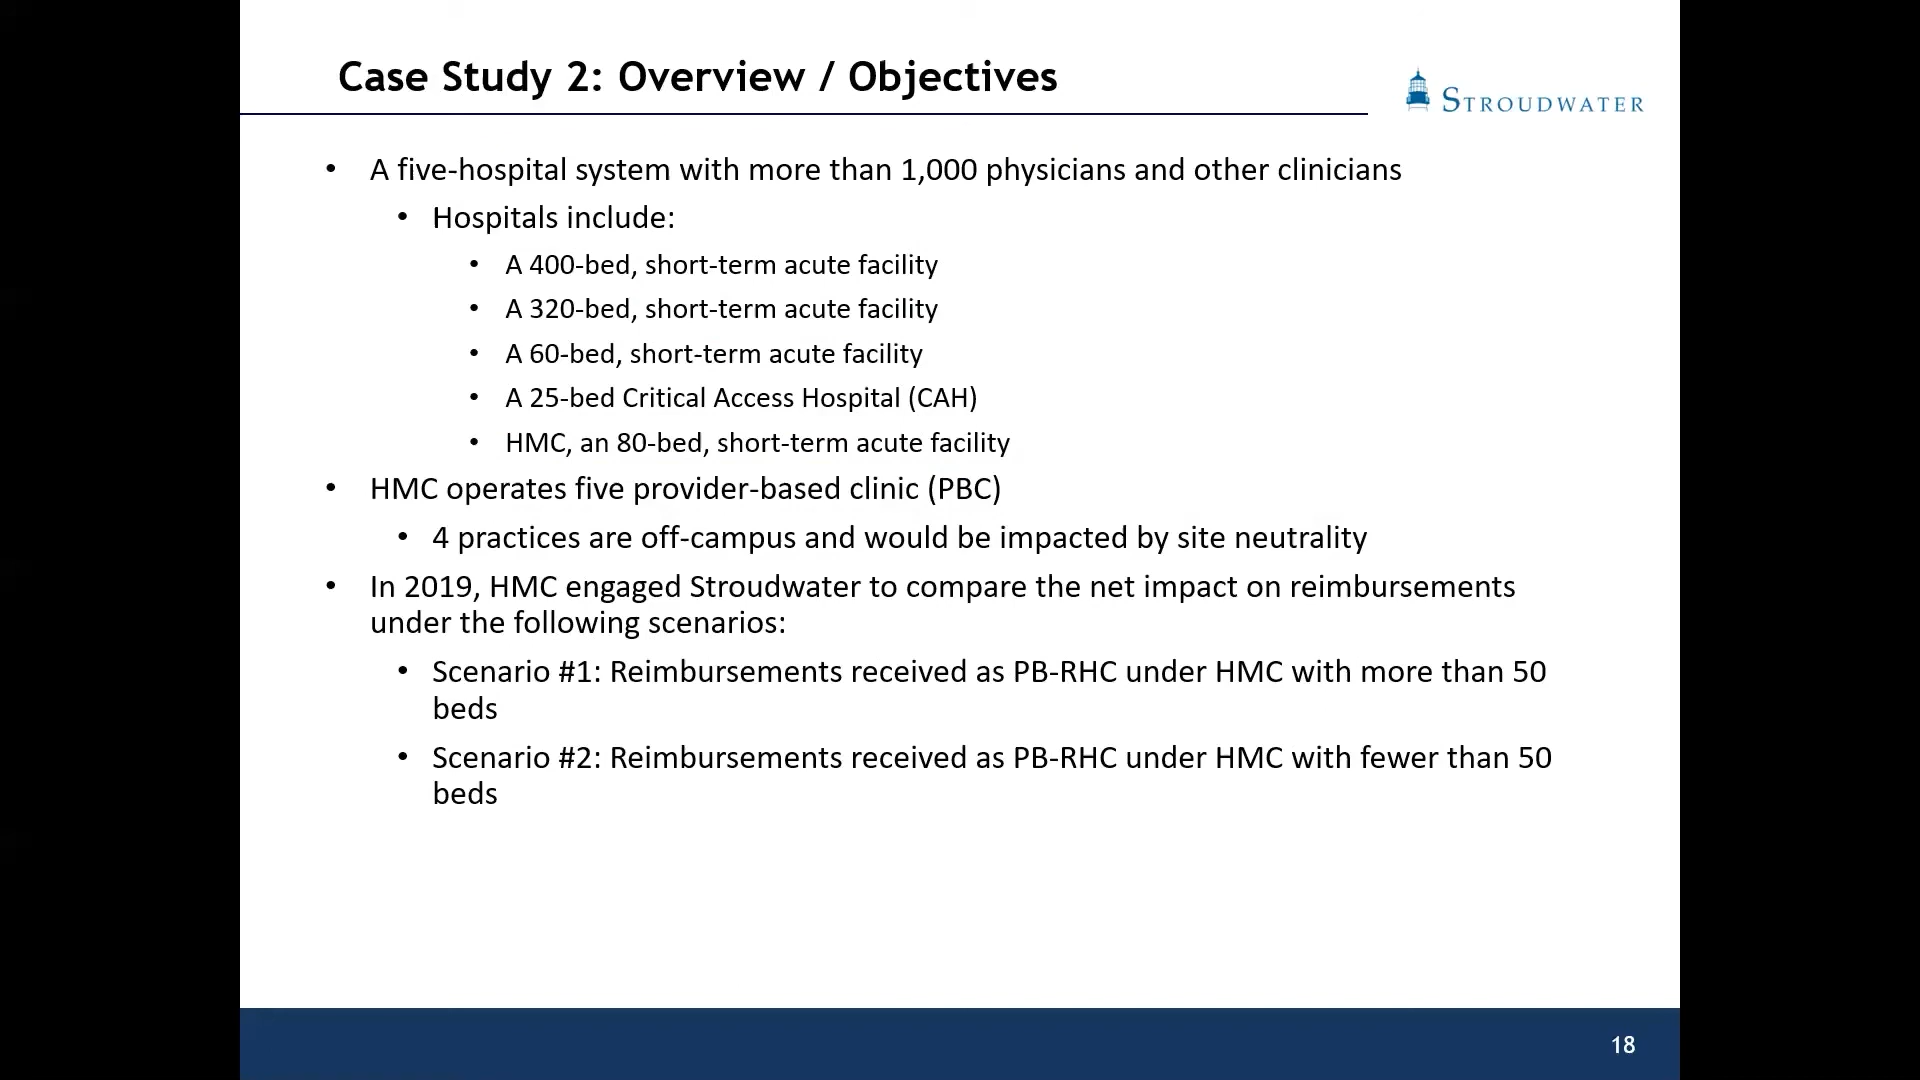 Case Study 2: Overview / Objectives
STROUDWATER
• A five-hospital system with more than 1,000 physicians and other clinicians
• Hospitals include:
• A 400-bed, short-term acute facility
• A 320-bed, short-term acute facility
• A 60-bed, short-term acute facility
• A 25-bed Critical Access Hospital (CAH)
• HMC, an 80-bed, short-term acute facility
• HMC operates five provider-based clinic (PBC)
• 4 practices are off-campus and would be impacted by site neutrality
• In 2019, HMC engaged Stroudwater to compare the net impact on reimbursements
under the following scenarios:
• Scenario #1: Reimbursements received as PB-RHC under HMC with more than 50
beds
• Scenario #2: Reimbursements received as PB-RHC under HMC with fewer than 50
beds
18